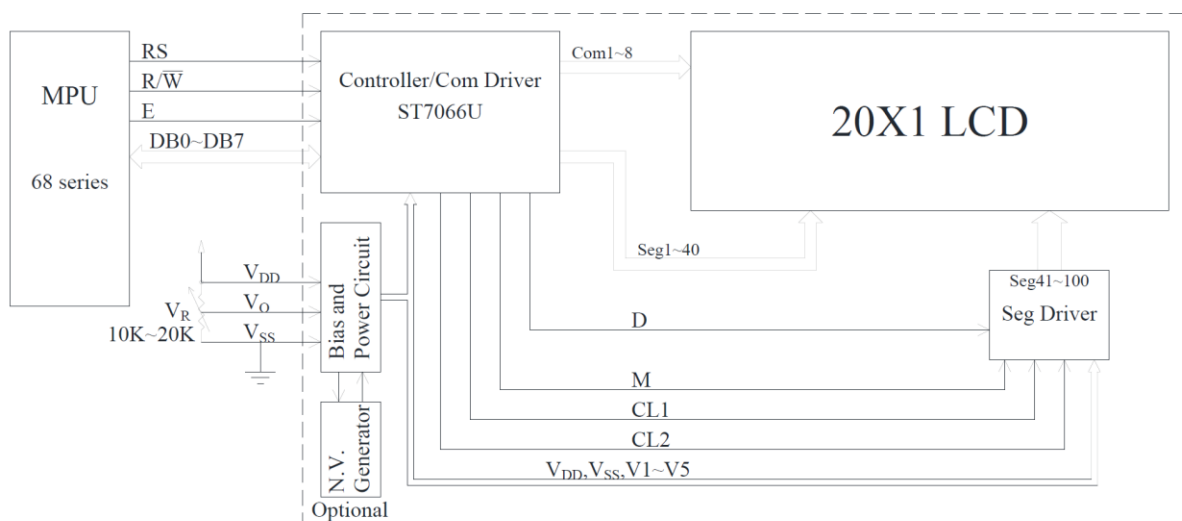 MPU
68 series
RS
R/W̅
E
DB0~DB7
Controller/Com Driver
ST7066U
Com1~8
20X1 LCD
Seg1~40
Seg41~100
Seg Driver
VDD
VO
VSS
VR
10K~20K
Bias and
Power Circuit
N.V.
Generator
Optional
D
M
CL1
CL2
VDD,VSS,V1~V5